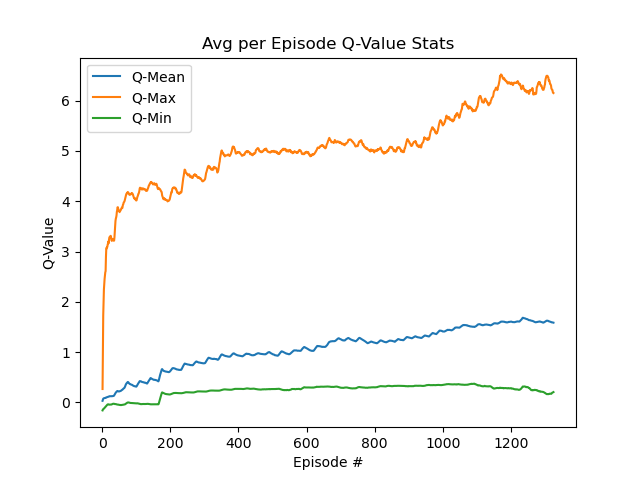 Avg per Episode Q-Value Stats
Q-Mean
Q-Max
Q-Min
Q-Value
6
5
4
3
2
1
0
0 200 400 600 800 1000 1200
Episode #